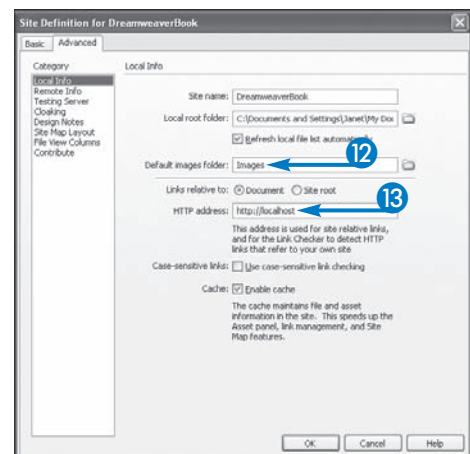 Site Definition for DreamweaverBook
Basic Advanced
Category
Local Info
Local Info
Remote Info
Testing Server
Cloaking
Design Notes
Site Map Layout
File View Columns
Contribute
Site name: DreamweaverBook
Local root folder: C:\Documents and Settings\Janet\My Doc
Refresh local file list automatically
12
Default images folder: Images
Links relative to: Document Site root
13
HTTP address: http://localhost
This address is used for site relative links,
and for the Link Checker to detect HTTP
links that refer to your own site
Case-sensitive links: Use case-sensitive link checking
Cache: Enable cache
The cache maintains file and asset
information in the site. This speeds up the
Asset panel, link management, and Site
Map features.
OK Cancel Help